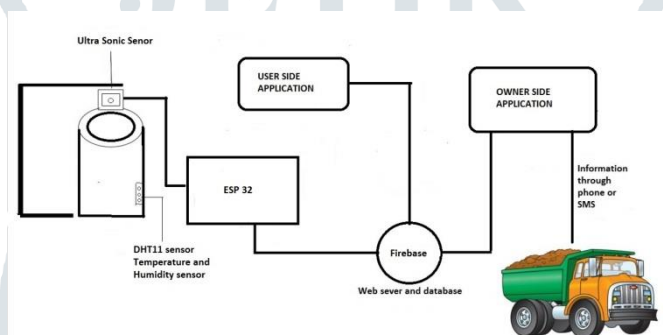 Ultra Sonic Senor
USER SIDE
APPLICATION
OWNER SIDE
APPLICATION
ESP 32
Information
through
phone or
SMS
DHT11 sensor
Temperature and
Humidity sensor
Firebase
Web sever and database